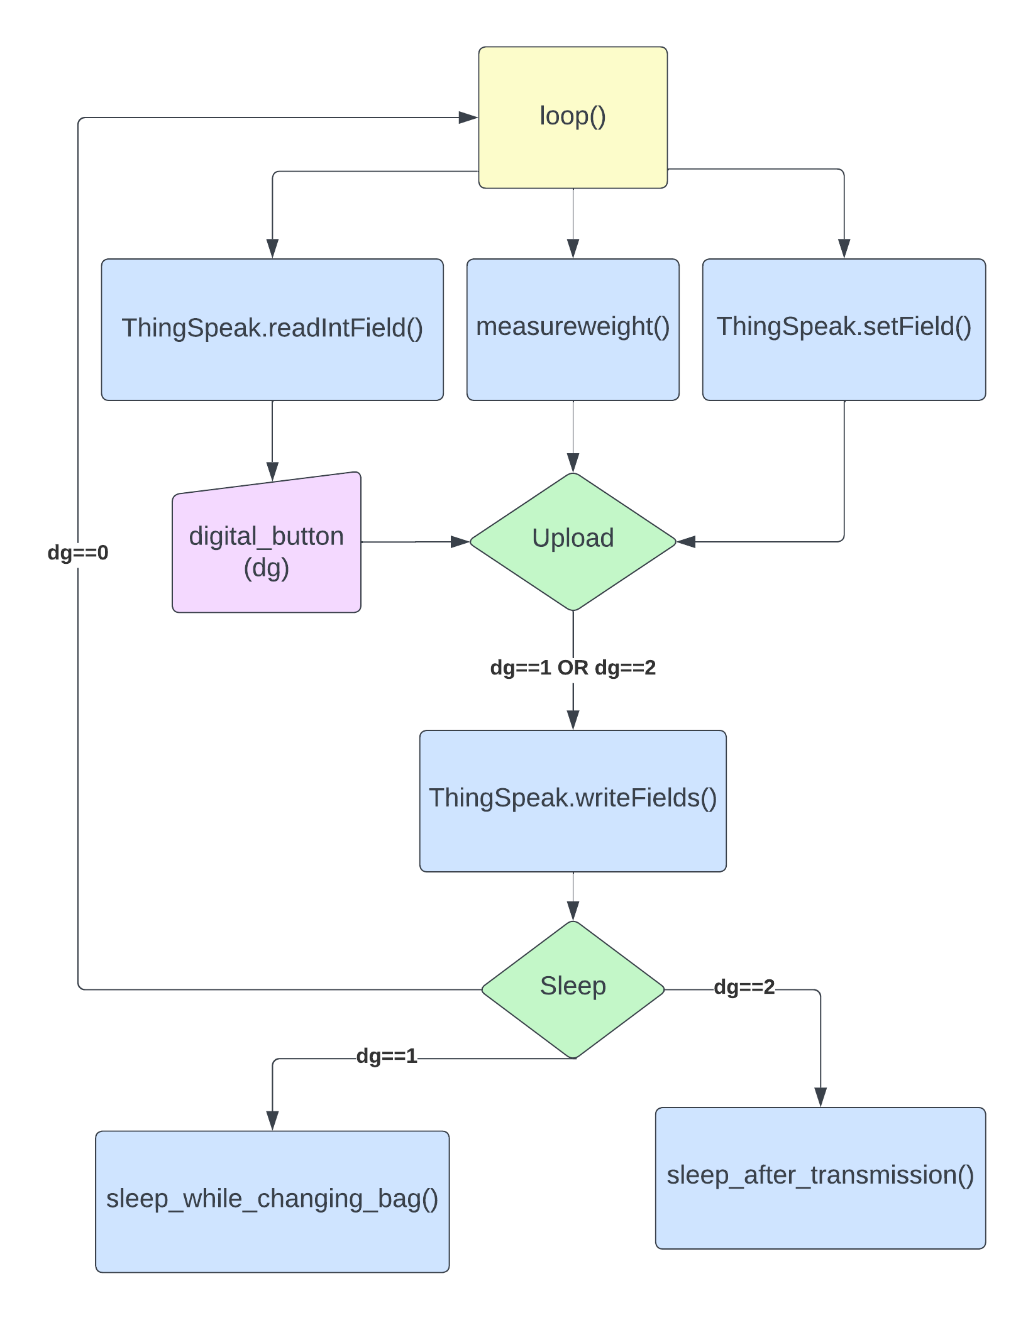 loop()
ThingSpeak.readIntField()
measureweight()
ThingSpeak.setField()
digital_button
(dg)
Upload
dg==0
dg==1 OR dg==2
ThingSpeak.writeFields()
Sleep
dg==2
dg==1
sleep_while_changing_bag()
sleep_after_transmission()